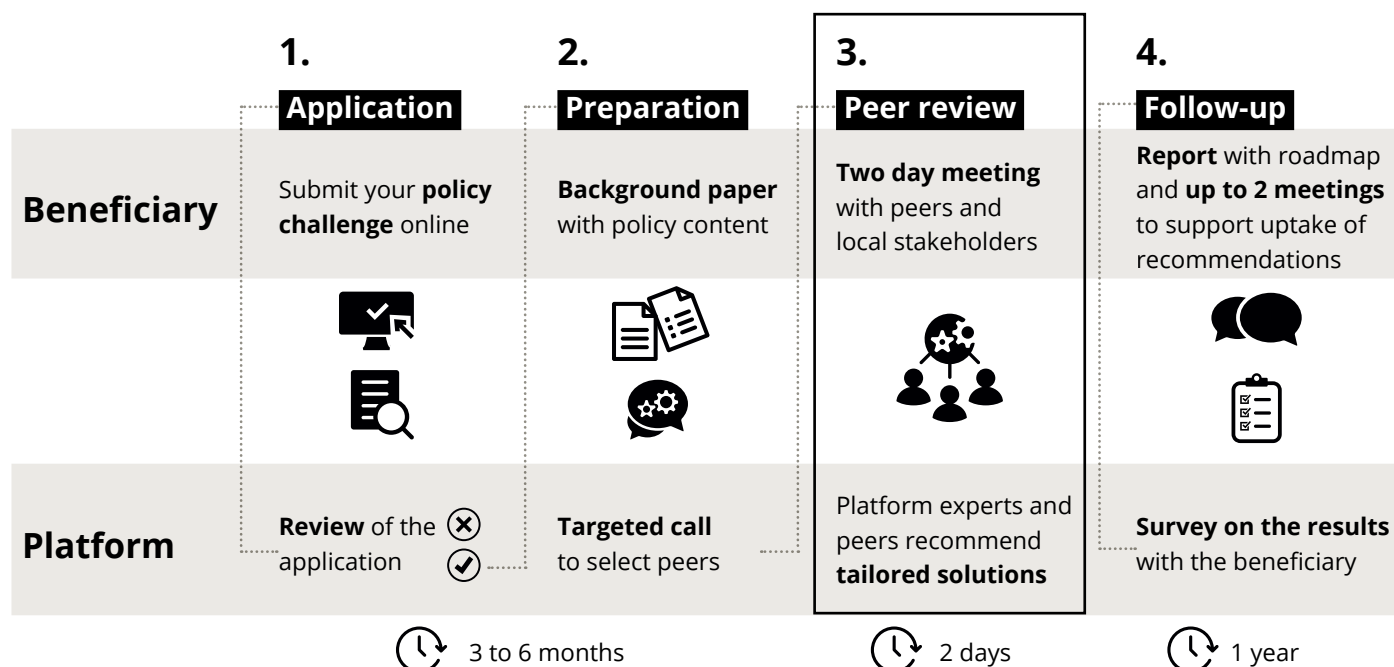 1.
2.
3.
4.
Application
Preparation
Peer review
Follow-up
Beneficiary
Submit your policy
challenge online
Background paper
with policy content
Two day meeting
with peers and
local stakeholders
Report with roadmap
and up to 2 meetings
to support uptake of
recommendations
Platform
Review of the
application
Targeted call
to select peers
Platform experts and
peers recommend
tailored solutions
Survey on the results
with the beneficiary
3 to 6 months
2 days
1 year